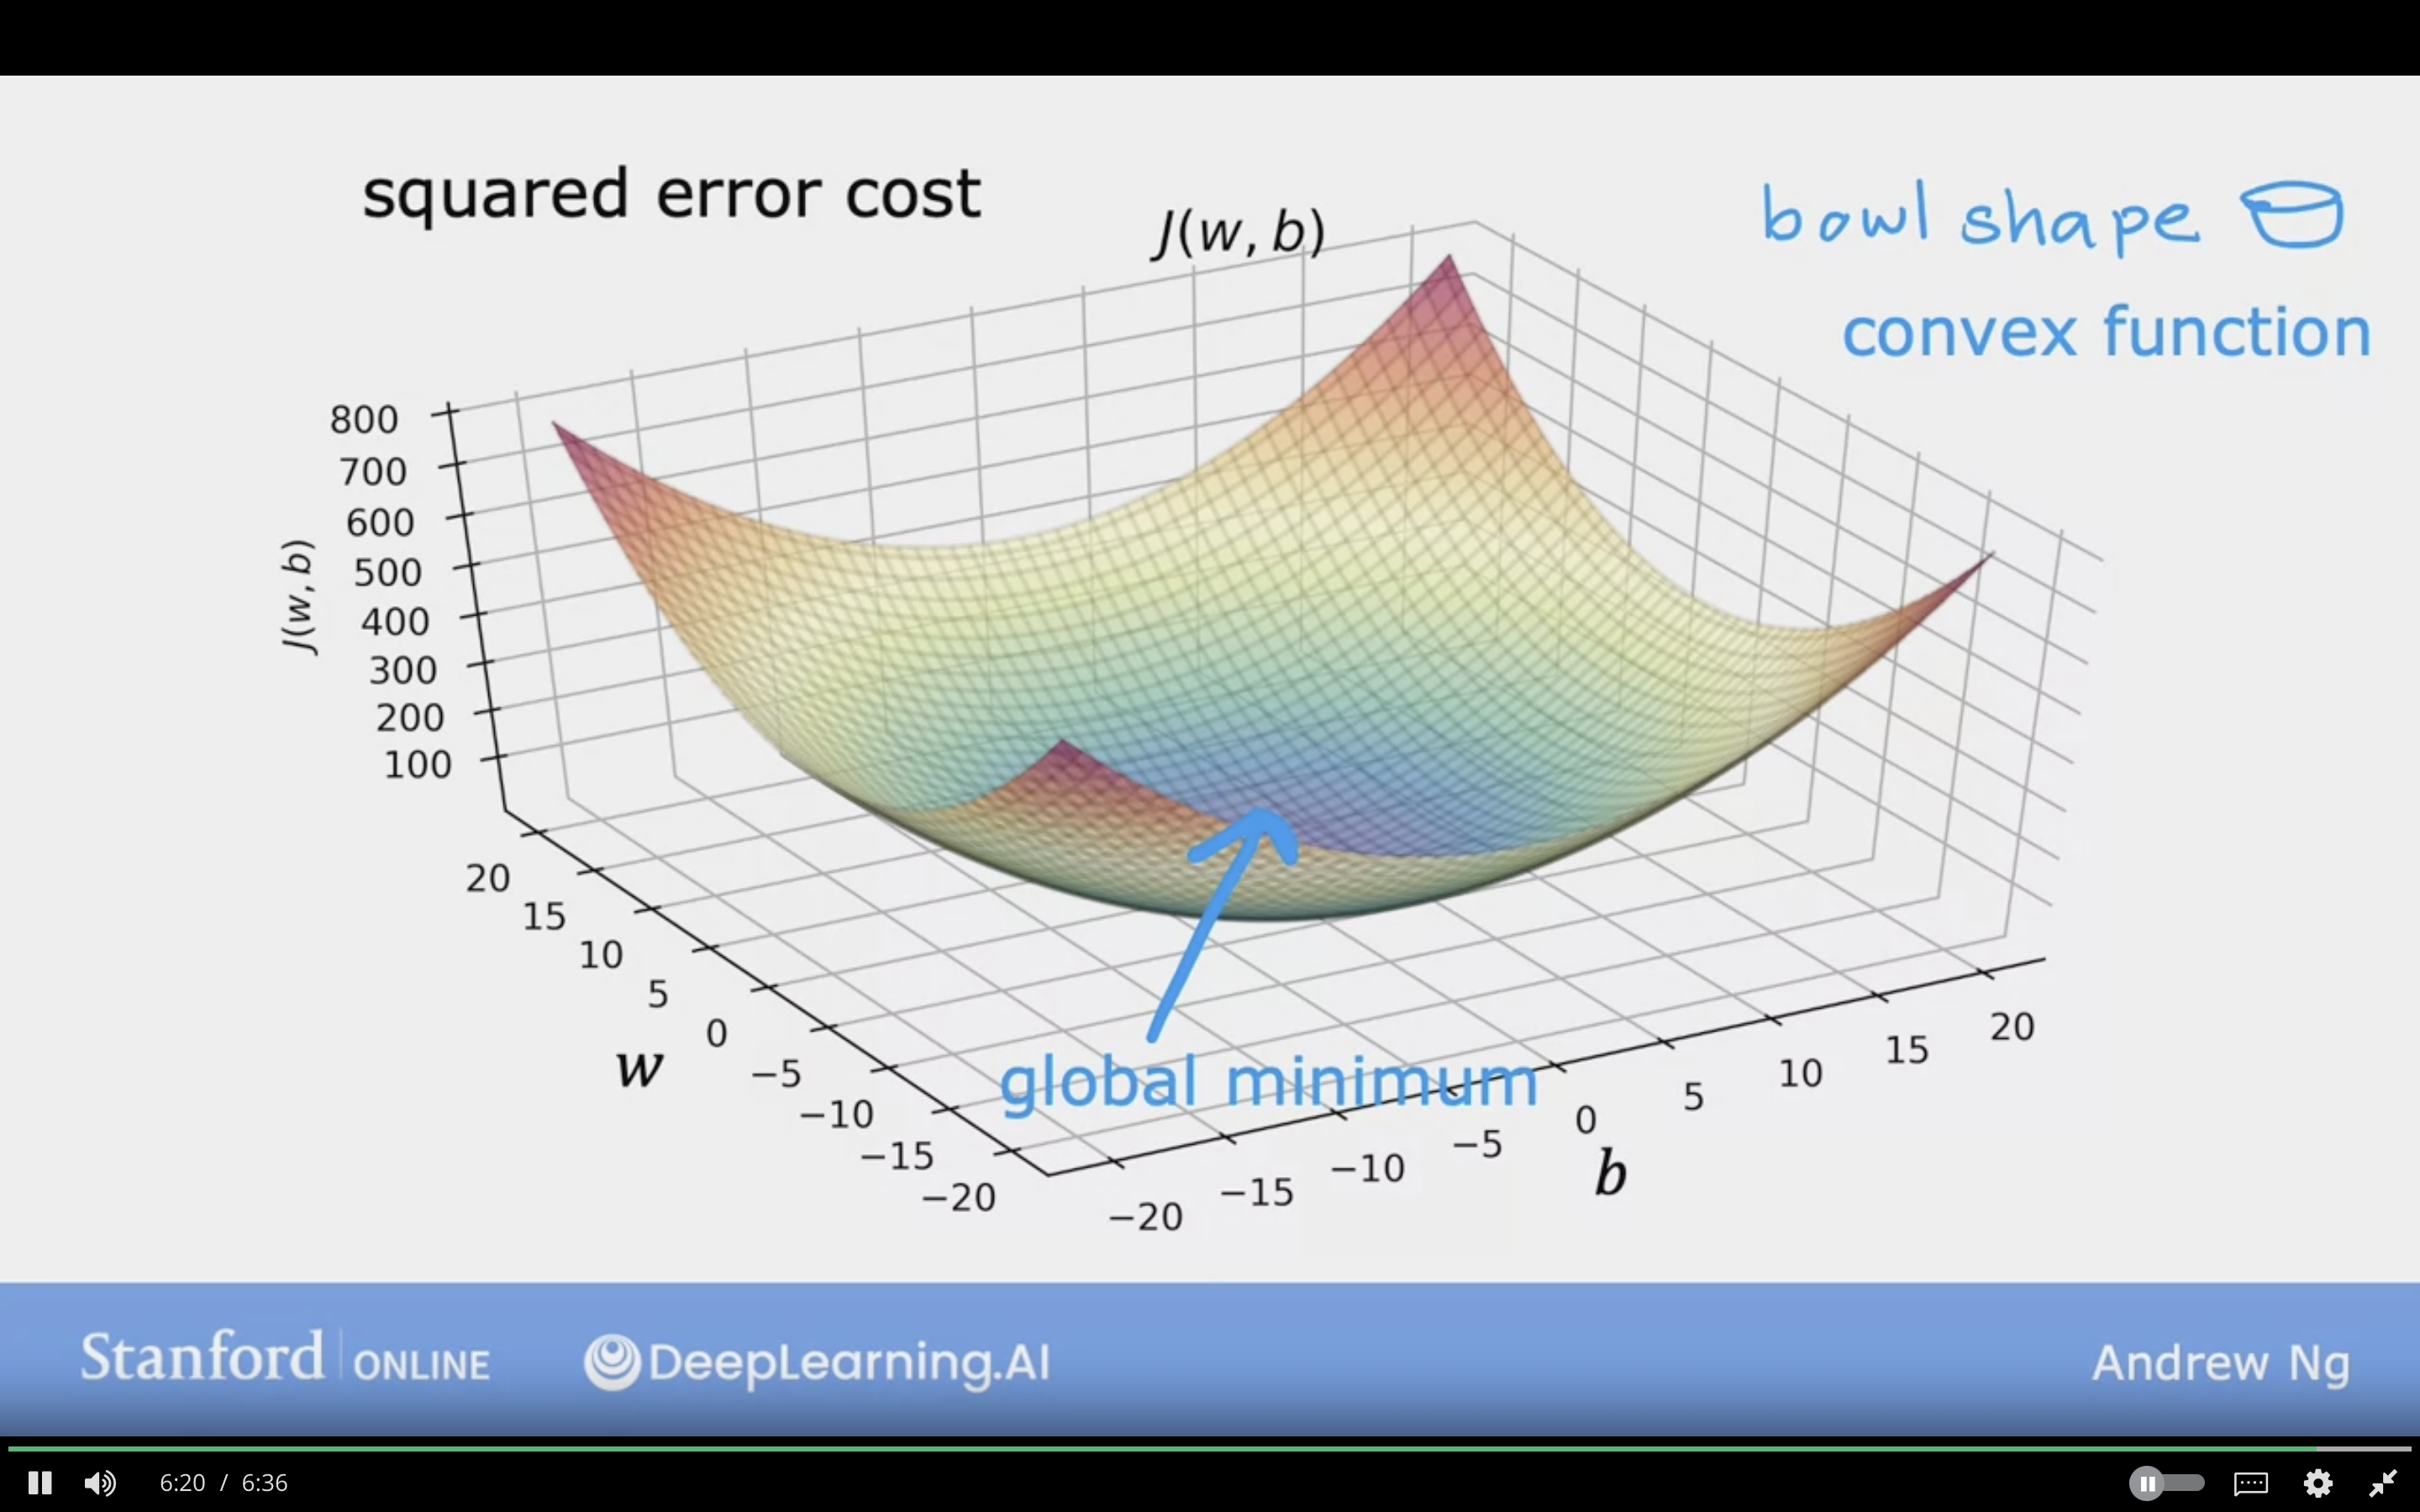 squared error cost
J(w, b)
bowl shape
convex function
800
700
600
500
400
300
200
100
J(w, b)
20
15
10
5
0
−5
−10
−15
−20
w
global minimum
−20
−15
−10
−5
0
5
10
15
20
b
Stanford ONLINE
DeepLearning.AI
Andrew Ng
6:20 / 6:36